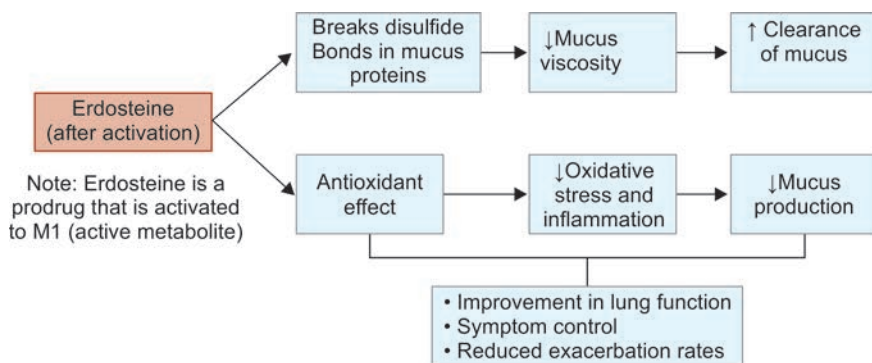 Breaks disulfide
Bonds in mucus
proteins
↓Mucus
viscosity
↑ Clearance
of mucus
Erdosteine
(after activation)
Note: Erdosteine is a
prodrug that is activated
to M1 (active metabolite)
Antioxidant
effect
↓Oxidative
stress and
inflammation
↓Mucus
production
• Improvement in lung function
• Symptom control
• Reduced exacerbation rates